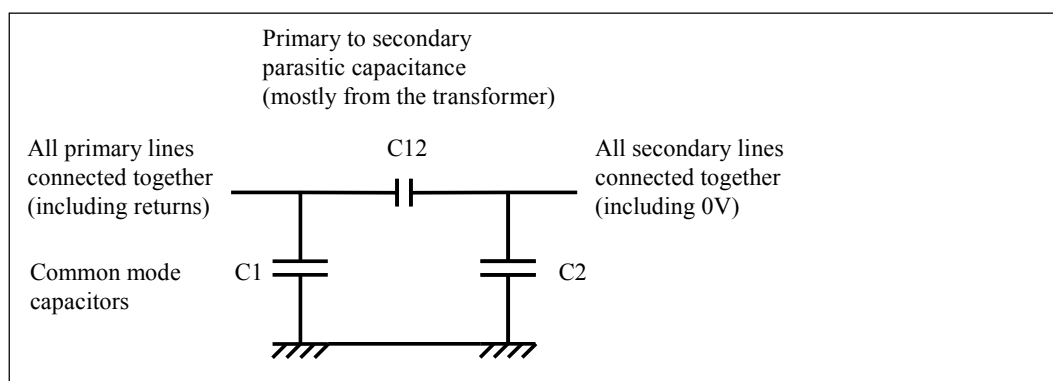 Primary to secondary
parasitic capacitance
(mostly from the transformer)
All primary lines
connected together
(including returns)
C12
All secondary lines
connected together
(including 0V)
Common mode
capacitors
C1
C2